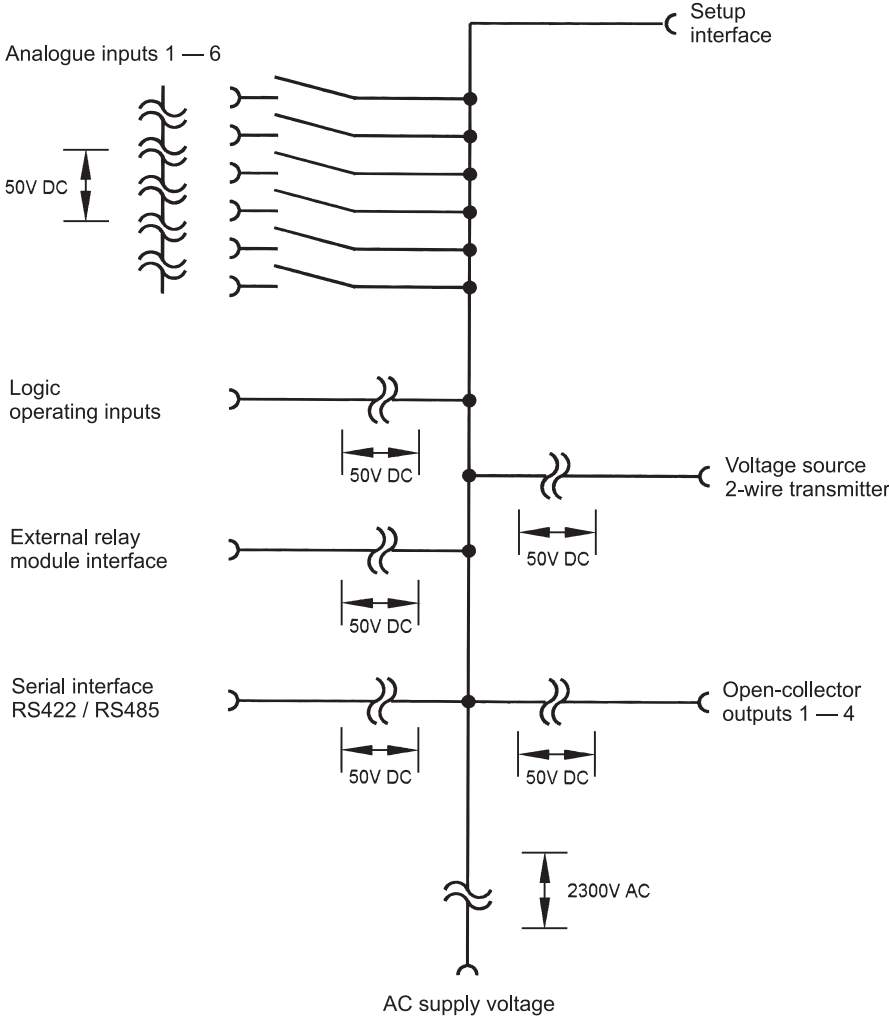 Setup
interface
Analogue inputs 1 — 6
50V DC
Logic
operating inputs
50V DC
Voltage source
2-wire transmitter
50V DC
External relay
module interface
50V DC
Serial interface
RS422 / RS485
50V DC
Open-collector
outputs 1 — 4
50V DC
2300V AC
AC supply voltage